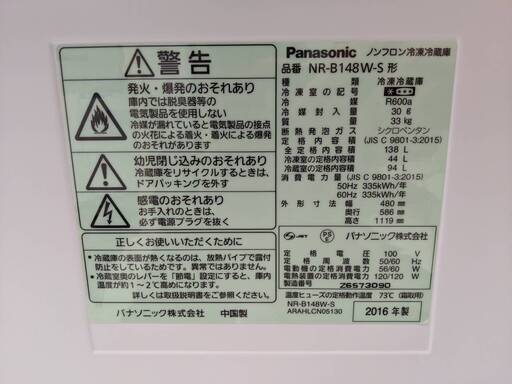 警告
発火・爆発のおそれあり
庫内では脱臭器等の
電気製品を使用しない
冷媒が漏れていると電気製品の接点
の火花による着火・爆発のおそれ
幼児閉じ込みのおそれあり
冷蔵庫をリサイクルするときは、
ドアパッキングを外す
感電のおそれあり
お手入れのときは、
必ず電源プラグを抜く
正しくお使いいただくために
・冷蔵庫の表面が熱くなるのは、放熱パイプで露付
防止をしているためです。異常ではありません。
・冷蔵室奥のレバーを「節電」設定にすると、庫内
温度が約1〜2℃高めになります。
詳しくは取扱説明書をご覧ください。
パナソニック株式会社 中国製
Panasonic ノンフロン冷凍冷蔵庫
品番 NR-B148W-S 形
種類 冷凍冷蔵庫
冷凍室の記号
冷媒 R600a
冷媒封入量 30 g
質量 33 kg
断熱発泡ガス シクロペンタン
定格内容積 (JIS C 9801-3:2015)
全定格内容積 138 L
冷凍室の定格内容積 44 L
冷蔵室の定格内容積 94 L
消費電力量 (JIS C 9801-3:2015)
50Hz 335kWh/年
60Hz 335kWh/年
外形寸法 幅 480 mm
奥行 586 mm
高さ 1119 mm
JET PS E パナソニック株式会社
定格電圧 100 V
定格周波数 50/60 Hz
電動機の定格消費電力 56/60 W
電熱装置の定格消費電力 120/120 W
製造番号 Z6573090
温度ヒューズの定格動作温度 73℃ (霜取用)
NR-B148W-S
ARAHLCN05130
2016 年製